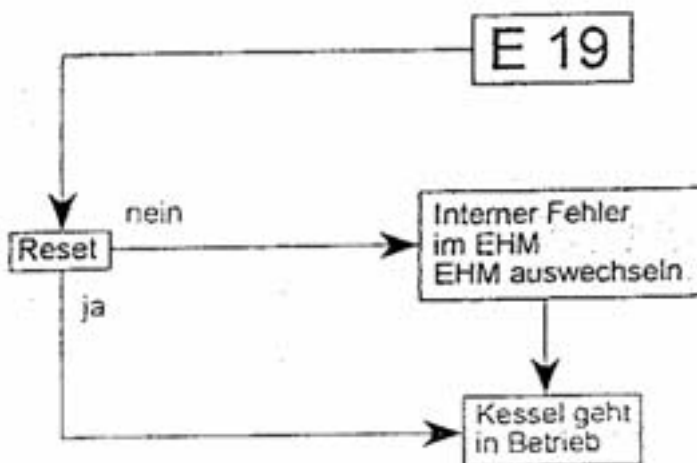 E 19
nein
Reset
Interner Fehler
im EHM
EHM auswechseln
ja
Kessel geht
in Betrieb